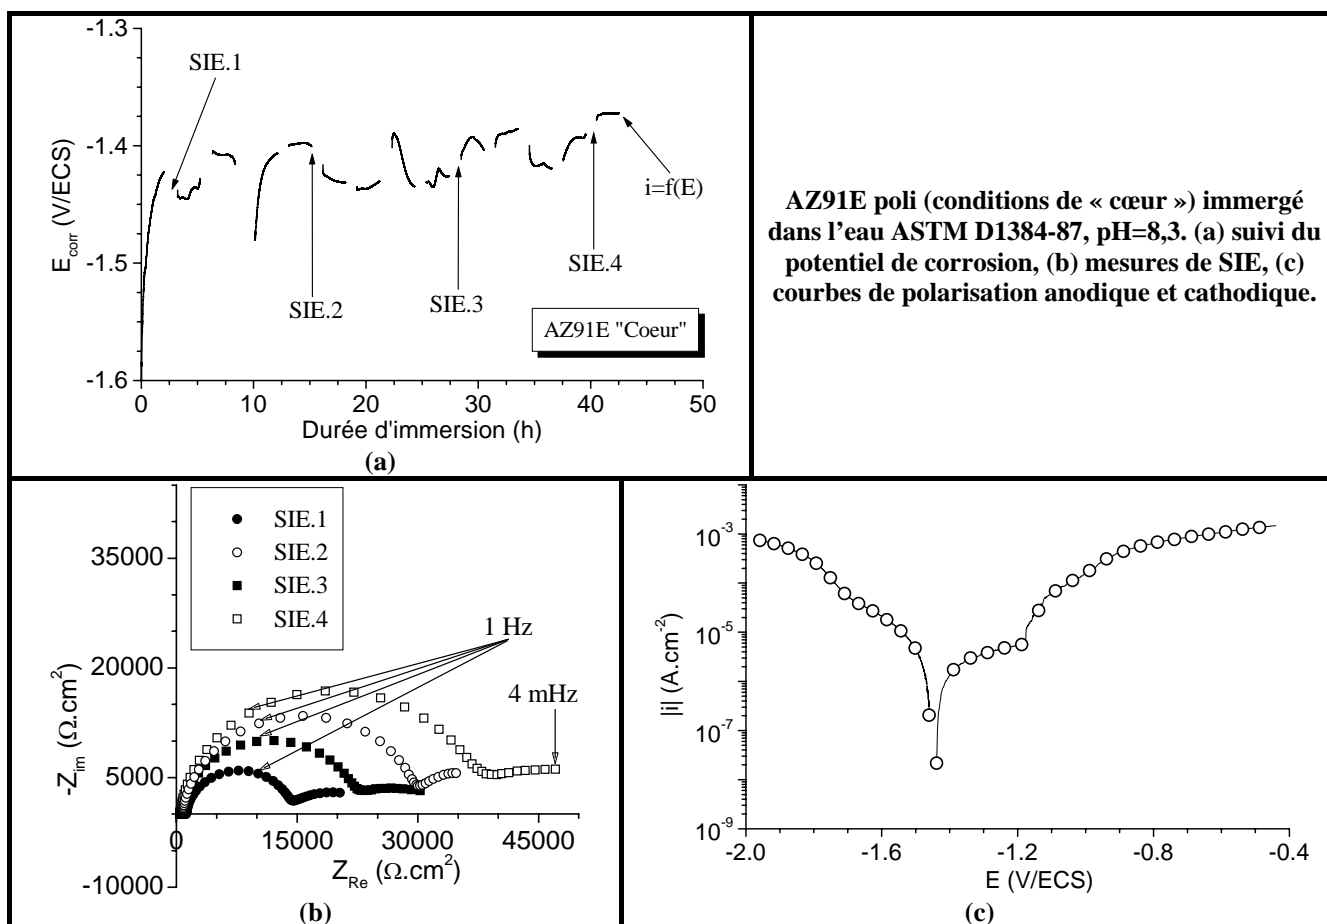 -1.3
-1.4
-1.5
-1.6
E_corr (V/ECS)
SIE.1
SIE.2
SIE.3
SIE.4
i=f(E)
AZ91E "Coeur"
0 10 20 30 40 50
Durée d'immersion (h)
(a)
AZ91E poli (conditions de « cœur ») immergé
dans l'eau ASTM D1384-87, pH=8,3. (a) suivi du
potentiel de corrosion, (b) mesures de SIE, (c)
courbes de polarisation anodique et cathodique.
SIE.1
SIE.2
SIE.3
SIE.4
35000
20000
5000
-10000
-Z_im (Ω.cm²)
1 Hz
4 mHz
0 15000 30000 45000
Z_Re (Ω.cm²)
(b)
10⁻³
10⁻⁵
10⁻⁷
10⁻⁹
|i| (A.cm⁻²)
-2.0 -1.6 -1.2 -0.8 -0.4
E (V/ECS)
(c)